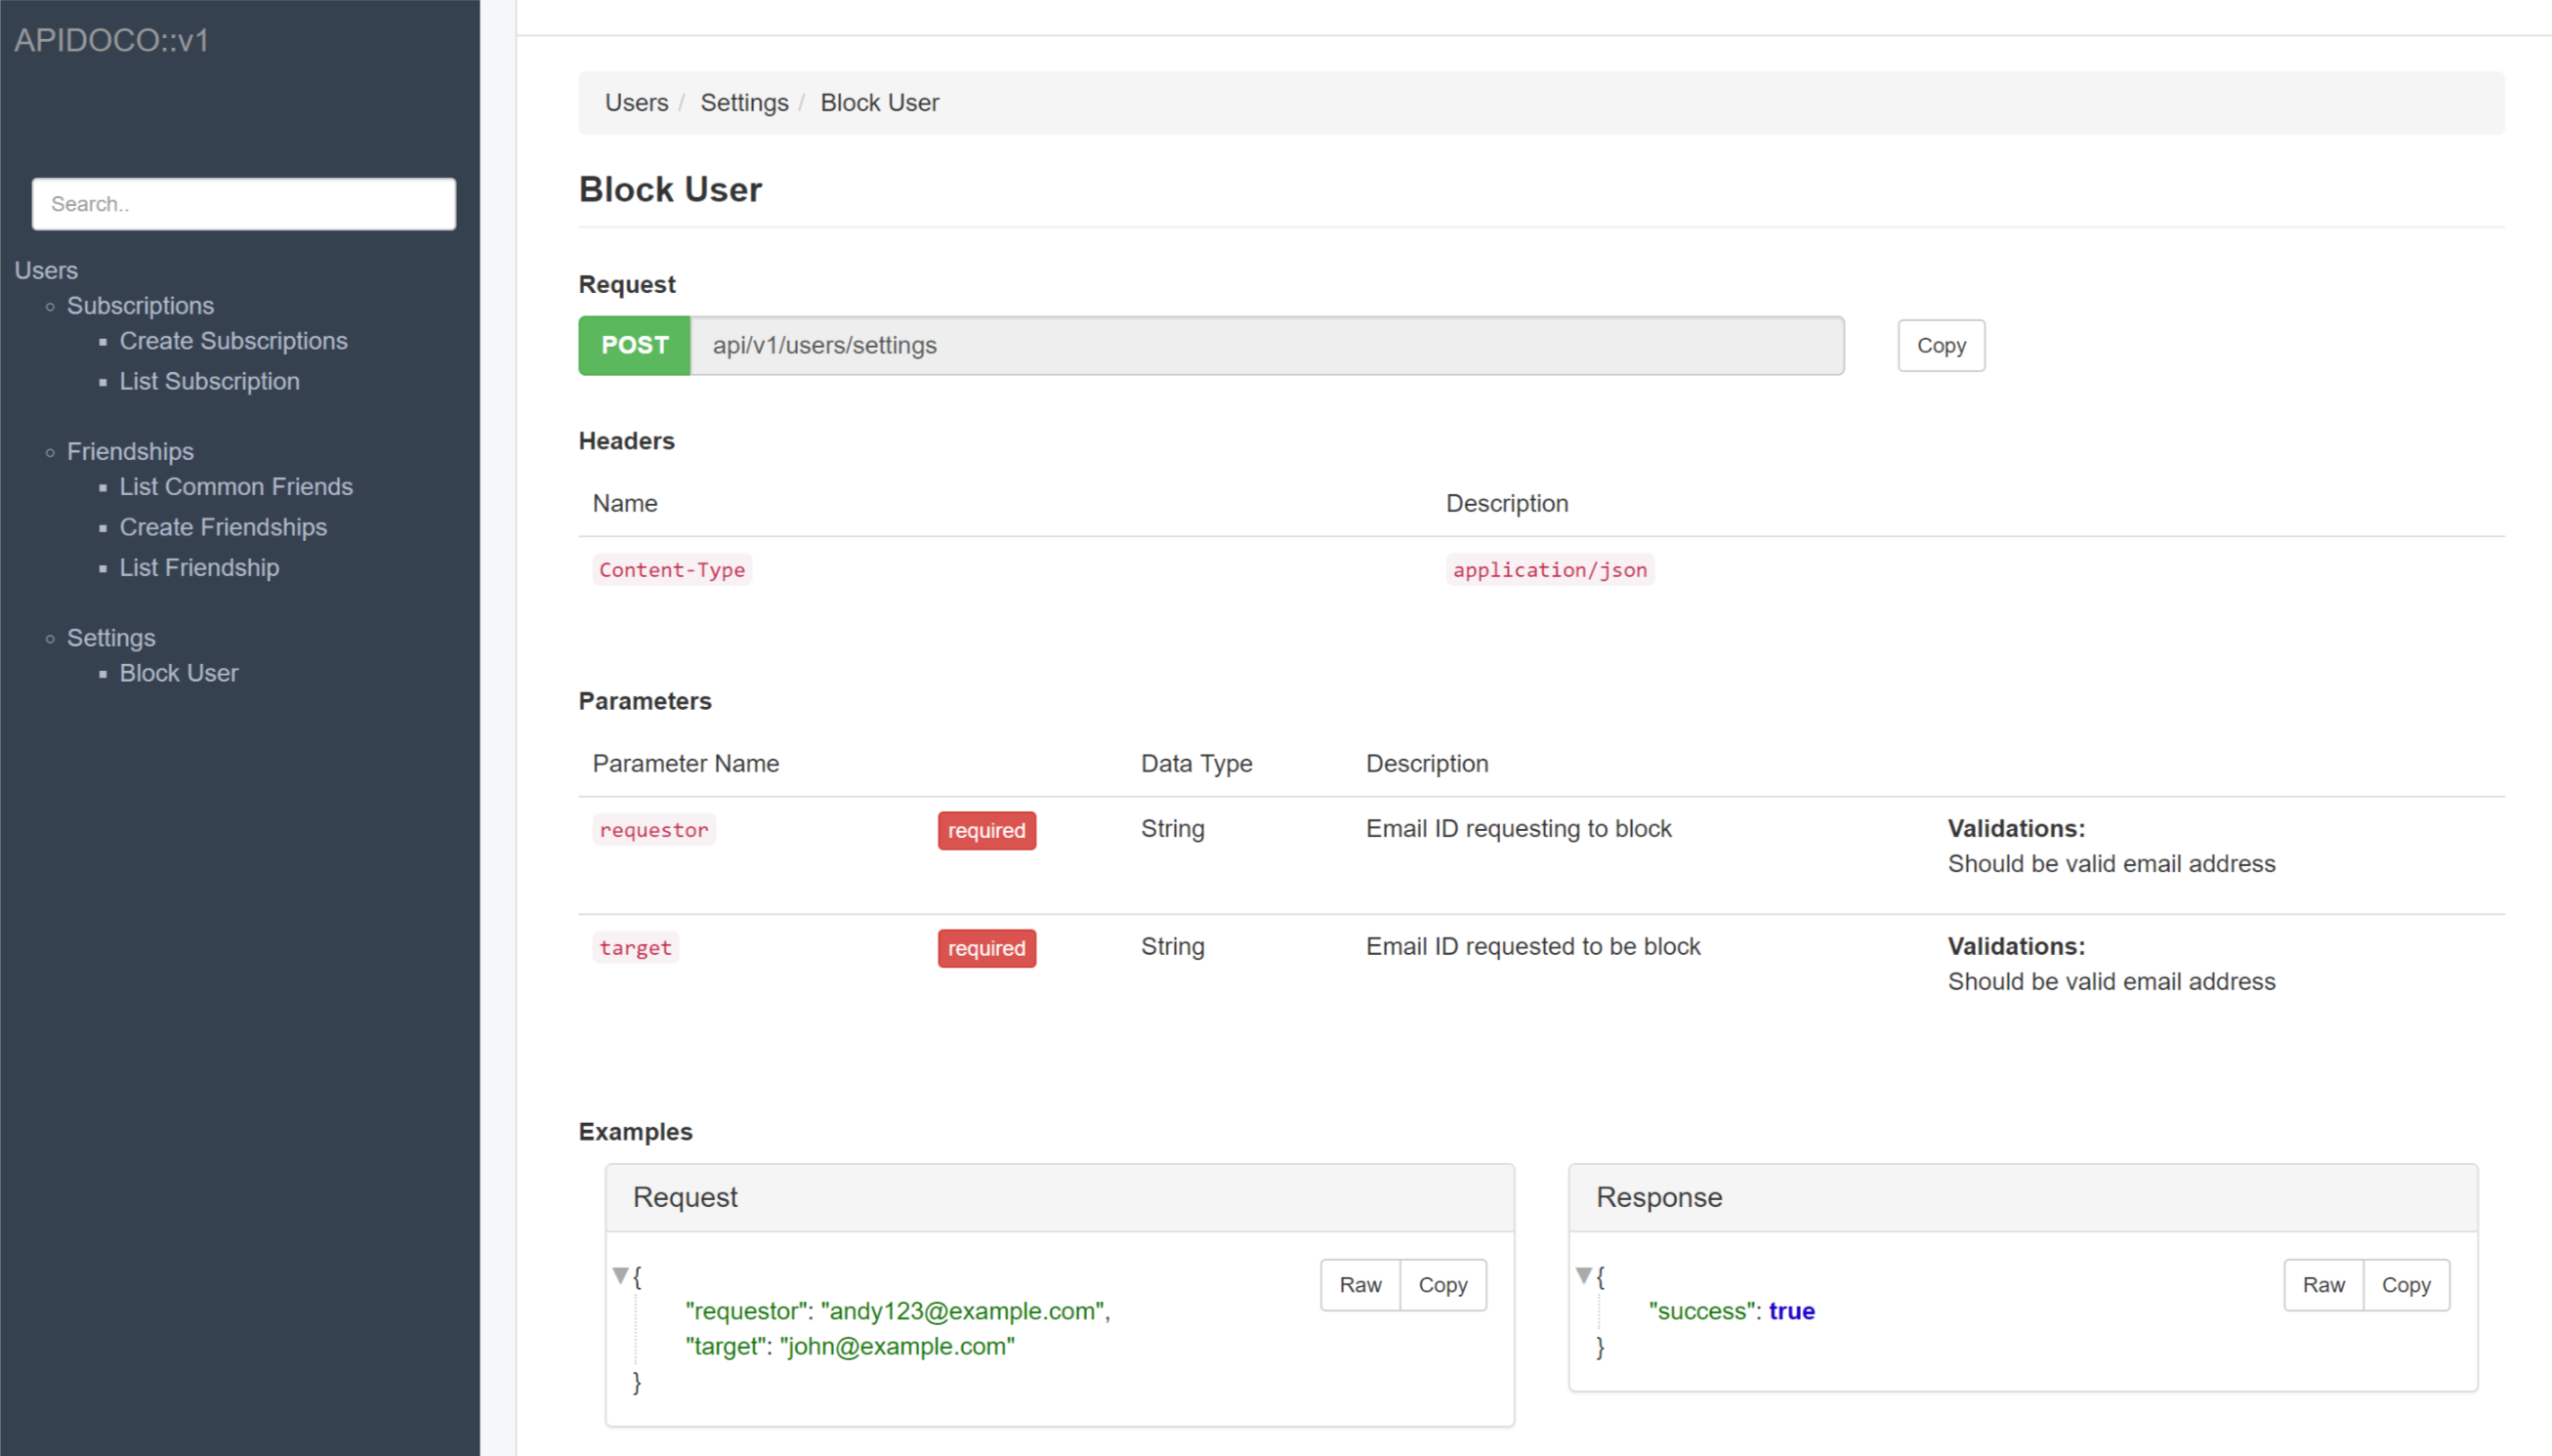 APIDOCO::v1
Search..
Users
Subscriptions
Create Subscriptions
List Subscription
Friendships
List Common Friends
Create Friendships
List Friendship
Settings
Block User
Users / Settings / Block User
Block User
Request
POST api/v1/users/settings Copy
Headers
Name Description
Content-Type application/json
Parameters
Parameter Name Data Type Description
requestor required String Email ID requesting to block Validations:
Should be valid email address
target required String Email ID requested to be block Validations:
Should be valid email address
Examples
Request
Raw Copy
{
"requestor": "andy123@example.com",
"target": "john@example.com"
}
Response
Raw Copy
{
"success": true
}